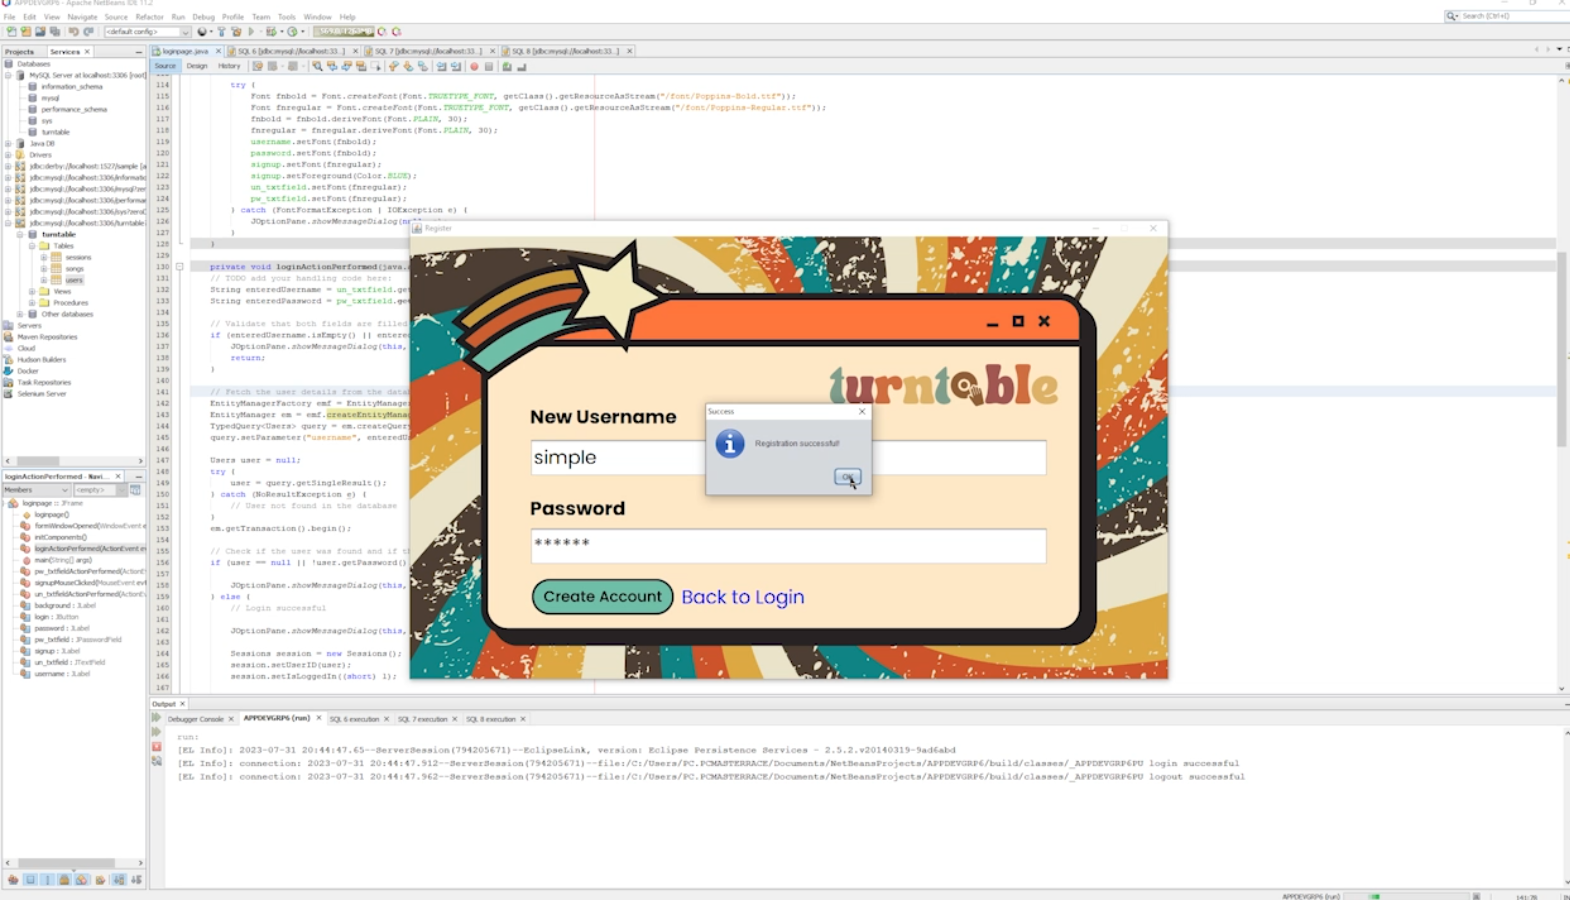 APPDEVGRP6 - Apache NetBeans IDE 11.2
File Edit View Navigate Source Refactor Run Debug Profile Team Tools Window Help
Search (Ctrl+I)
<default config>
Projects Services
loginpage.java SQL 6 [jdbc:mysql://localhost:33...] SQL 7 [jdbc:mysql://localhost:33...] SQL 8 [jdbc:mysql://localhost:33...]
Source Design History
Databases
MySQL Server at localhost:3306 [root]
information_schema
mysql
performance_schema
sys
turntable
Java DB
Drivers
jdbc:derby://localhost:1527/sample [a
jdbc:mysql://localhost:3306/informatio
jdbc:mysql://localhost:3306/mysql?zer
jdbc:mysql://localhost:3306/performa
jdbc:mysql://localhost:3306/sys?zero
jdbc:mysql://localhost:3306/turntable
turntable
Tables
sessions
songs
users
Views
Procedures
Other databases
Servers
Maven Repositories
Cloud
Hudson Builders
Docker
Task Repositories
Selenium Server
114 try {
115 Font fnbold = Font.createFont(Font.TRUETYPE_FONT, getClass().getResourceAsStream("/font/Poppins-Bold.ttf"));
116 Font fnregular = Font.createFont(Font.TRUETYPE_FONT, getClass().getResourceAsStream("/font/Poppins-Regular.ttf"));
117 fnbold = fnbold.deriveFont(Font.PLAIN, 30);
118 fnregular = fnregular.deriveFont(Font.PLAIN, 30);
119 username.setFont(fnbold);
120 password.setFont(fnbold);
121 signup.setFont(fnregular);
122 signup.setForeground(Color.BLUE);
123 un_txtfield.setFont(fnregular);
124 pw_txtfield.setFont(fnregular);
125 } catch (FontFormatException | IOException e) {
126 JOptionPane.showMessageDialog(nu
127 }
128 }
129
130 private void loginActionPerformed(java.
131 // TODO add your handling code here:
132 String enteredUsername = un_txtfield.get
133 String enteredPassword = pw_txtfield.get
134
135 // Validate that both fields are filled
136 if (enteredUsername.isEmpty() || entere
137 JOptionPane.showMessageDialog(this,
138 return;
139 }
140
141 // Fetch the user details from the data
142 EntityManagerFactory emf = EntityManage
143 EntityManager em = emf.createEntityMana
144 TypedQuery<Users> query = em.createQuer
145 query.setParameter("username", enteredU
146
147 Users user = null;
148 try {
149 user = query.getSingleResult();
150 } catch (NoResultException e) {
151 // User not found in the database
152 }
153 em.getTransaction().begin();
154
155 // Check if the user was found and if t
156 if (user == null || !user.getPassword()
157
158 JOptionPane.showMessageDialog(this,
159 } else {
160 // Login successful
161
162 JOptionPane.showMessageDialog(this,
163
164 Sessions session = new Sessions();
165 session.setUserID(user);
166 session.setIsLoggedIn((short) 1);
167
Register
turntable
New Username
simple
Password
******
Create Account Back to Login
Success
Registration successful!
OK
loginActionPerformed - Navi...
Members <empty>
loginpage :: JFrame
loginpage()
formWindowOpened(WindowEvent e
initComponents()
loginActionPerformed(ActionEvent ev
main(String[] args)
pw_txtfieldActionPerformed(ActionE
signupMouseClicked(MouseEvent evt
un_txtfieldActionPerformed(ActionEv
background : JLabel
login : JButton
password : JLabel
pw_txtfield : JPasswordField
signup : JLabel
un_txtfield : JTextField
username : JLabel
Output
Debugger Console APPDEVGRP6 (run) SQL 6 execution SQL 7 execution SQL 8 execution
run:
[EL Info]: 2023-07-31 20:44:47.65--ServerSession(794205671)--EclipseLink, version: Eclipse Persistence Services - 2.5.2.v20140319-9ad6abd
[EL Info]: connection: 2023-07-31 20:44:47.912--ServerSession(794205671)--file:/C:/Users/PC.PCMASTERRACE/Documents/NetBeansProjects/APPDEVGRP6/build/classes/_APPDEVGRP6PU login successful
[EL Info]: connection: 2023-07-31 20:44:47.962--ServerSession(794205671)--file:/C:/Users/PC.PCMASTERRACE/Documents/NetBeansProjects/APPDEVGRP6/build/classes/_APPDEVGRP6PU logout successful
APPDEVGRP6 (run)